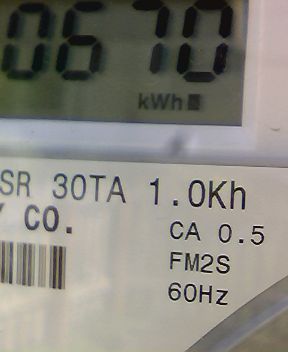 0670
kWh
SR 30TA 1.0Kh
CO.
CA 0.5
FM2S
60Hz